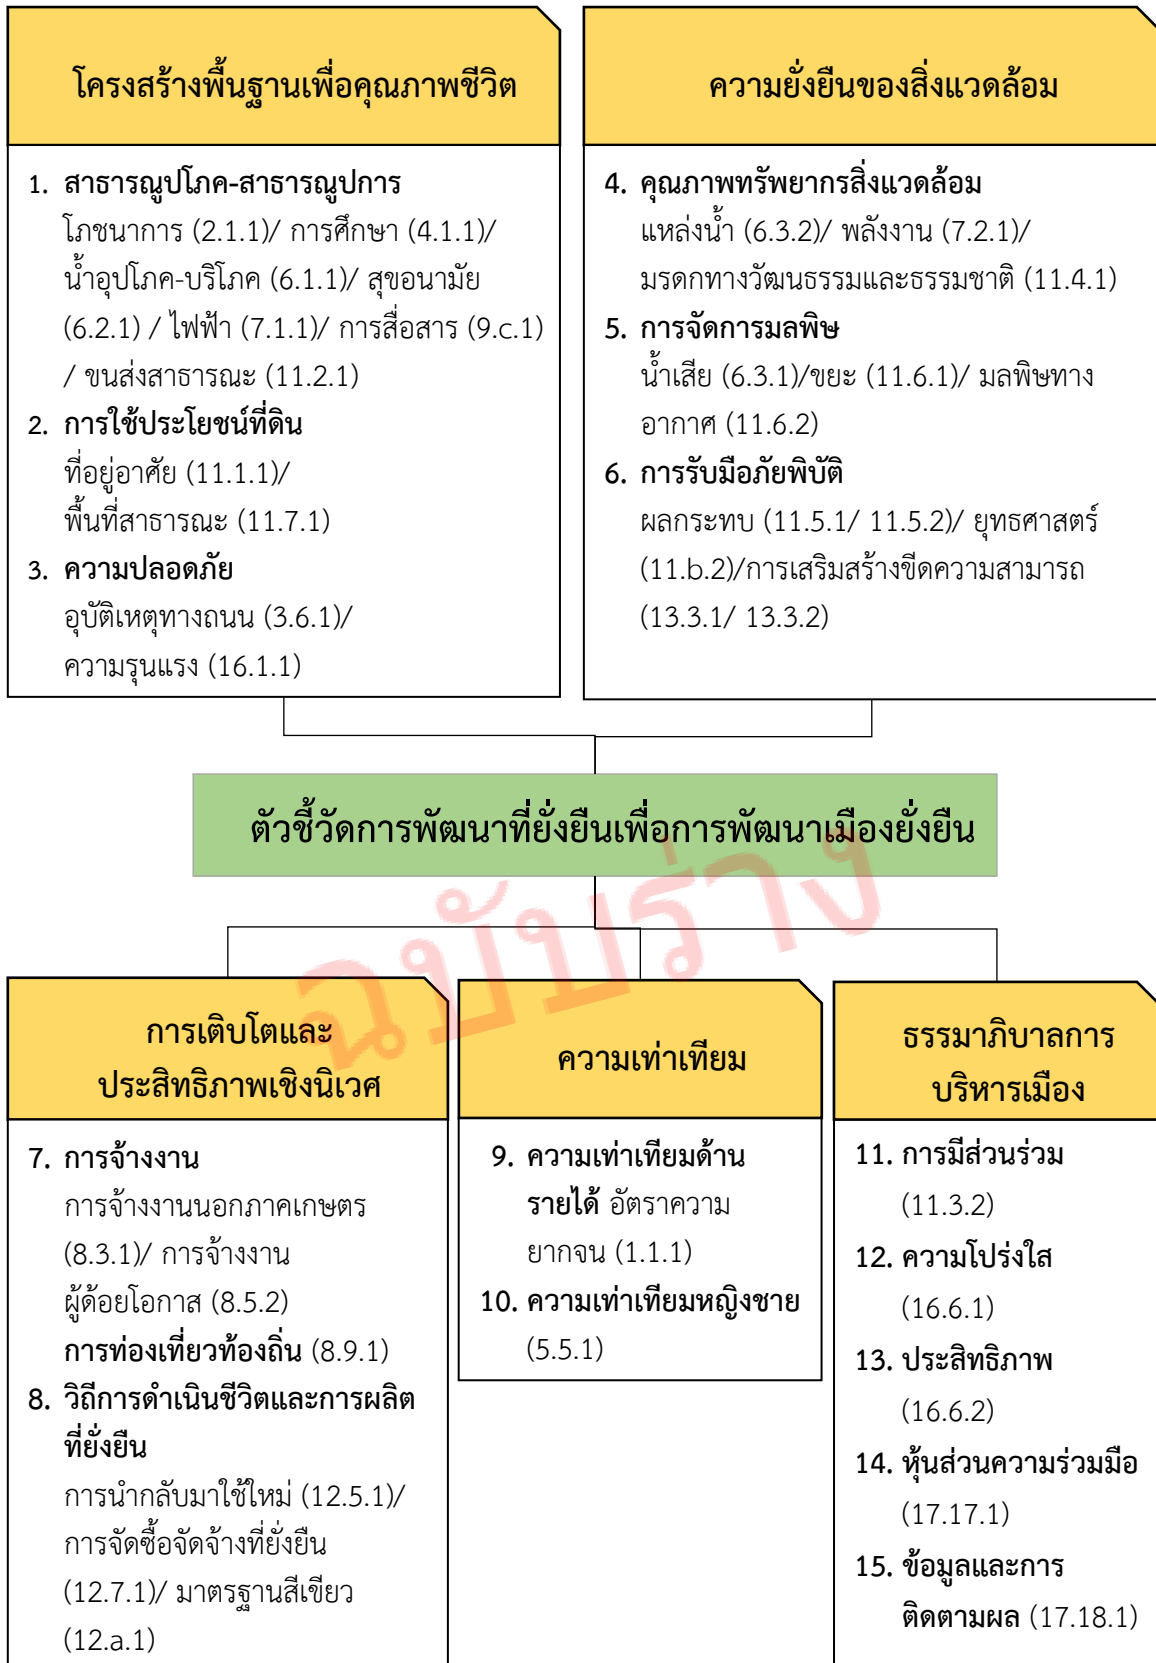 โครงสร้างพื้นฐานเพื่อคุณภาพชีวิต
1. สาธารณูปโภค-สาธารณูปการ
โภชนาการ (2.1.1)/ การศึกษา (4.1.1)/
น้ำอุปโภค-บริโภค (6.1.1)/ สุขอนามัย
(6.2.1) / ไฟฟ้า (7.1.1)/ การสื่อสาร (9.c.1)
/ ขนส่งสาธารณะ (11.2.1)
2. การใช้ประโยชน์ที่ดิน
ที่อยู่อาศัย (11.1.1)/
พื้นที่สาธารณะ (11.7.1)
3. ความปลอดภัย
อุบัติเหตุทางถนน (3.6.1)/
ความรุนแรง (16.1.1)
ความยั่งยืนของสิ่งแวดล้อม
4. คุณภาพทรัพยากรสิ่งแวดล้อม
แหล่งน้ำ (6.3.2)/ พลังงาน (7.2.1)/
มรดกทางวัฒนธรรมและธรรมชาติ (11.4.1)
5. การจัดการมลพิษ
น้ำเสีย (6.3.1)/ขยะ (11.6.1)/ มลพิษทาง
อากาศ (11.6.2)
6. การรับมือภัยพิบัติ
ผลกระทบ (11.5.1/ 11.5.2)/ ยุทธศาสตร์
(11.b.2)/การเสริมสร้างขีดความสามารถ
(13.3.1/ 13.3.2)
ตัวชี้วัดการพัฒนาที่ยั่งยืนเพื่อการพัฒนาเมืองยั่งยืน
ฉบับร่าง
การเติบโตและ
ประสิทธิภาพเชิงนิเวศ
7. การจ้างงาน
การจ้างงานนอกภาคเกษตร
(8.3.1)/ การจ้างงาน
ผู้ด้อยโอกาส (8.5.2)
การท่องเที่ยวท้องถิ่น (8.9.1)
8. วิถีการดำเนินชีวิตและการผลิต
ที่ยั่งยืน
การนำกลับมาใช้ใหม่ (12.5.1)/
การจัดซื้อจัดจ้างที่ยั่งยืน
(12.7.1)/ มาตรฐานสีเขียว
(12.a.1)
ความเท่าเทียม
9. ความเท่าเทียมด้าน
รายได้ อัตราความ
ยากจน (1.1.1)
10. ความเท่าเทียมหญิงชาย
(5.5.1)
ธรรมาภิบาลการ
บริหารเมือง
11. การมีส่วนร่วม
(11.3.2)
12. ความโปร่งใส
(16.6.1)
13. ประสิทธิภาพ
(16.6.2)
14. หุ้นส่วนความร่วมมือ
(17.17.1)
15. ข้อมูลและการ
ติดตามผล (17.18.1)